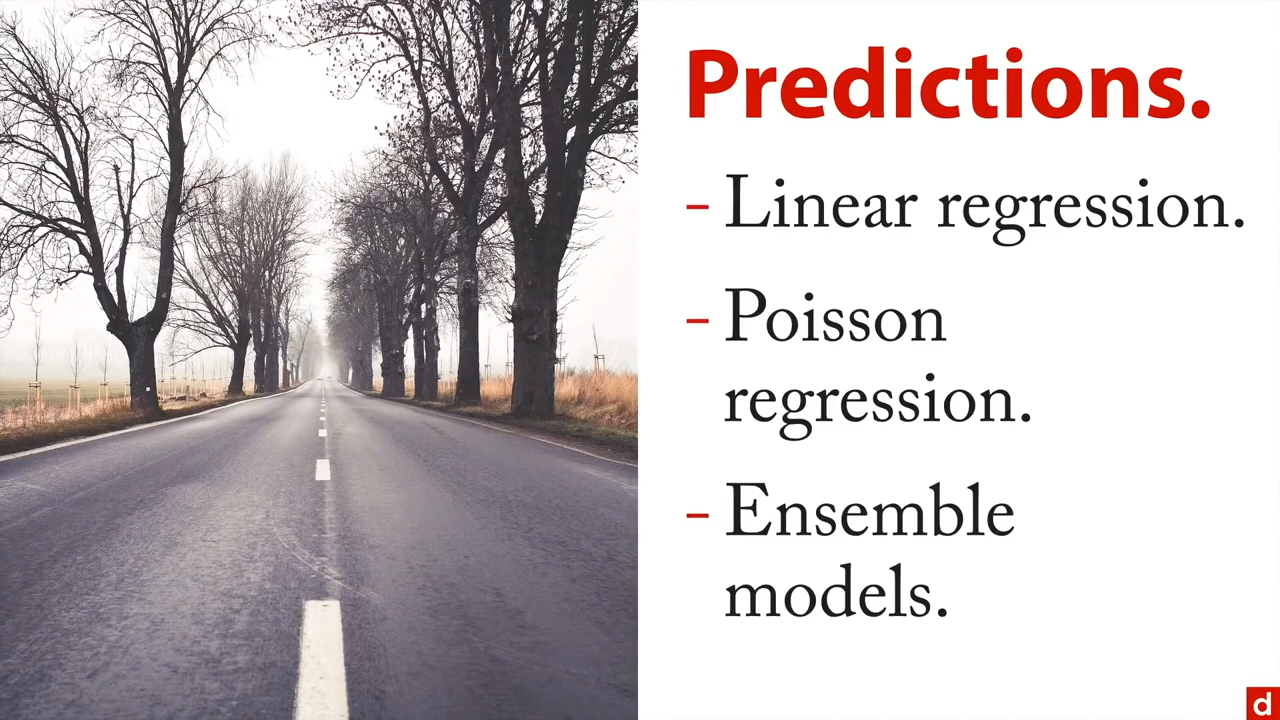 Predictions.
- Linear regression.
- Poisson
regression.
- Ensemble
models.
d